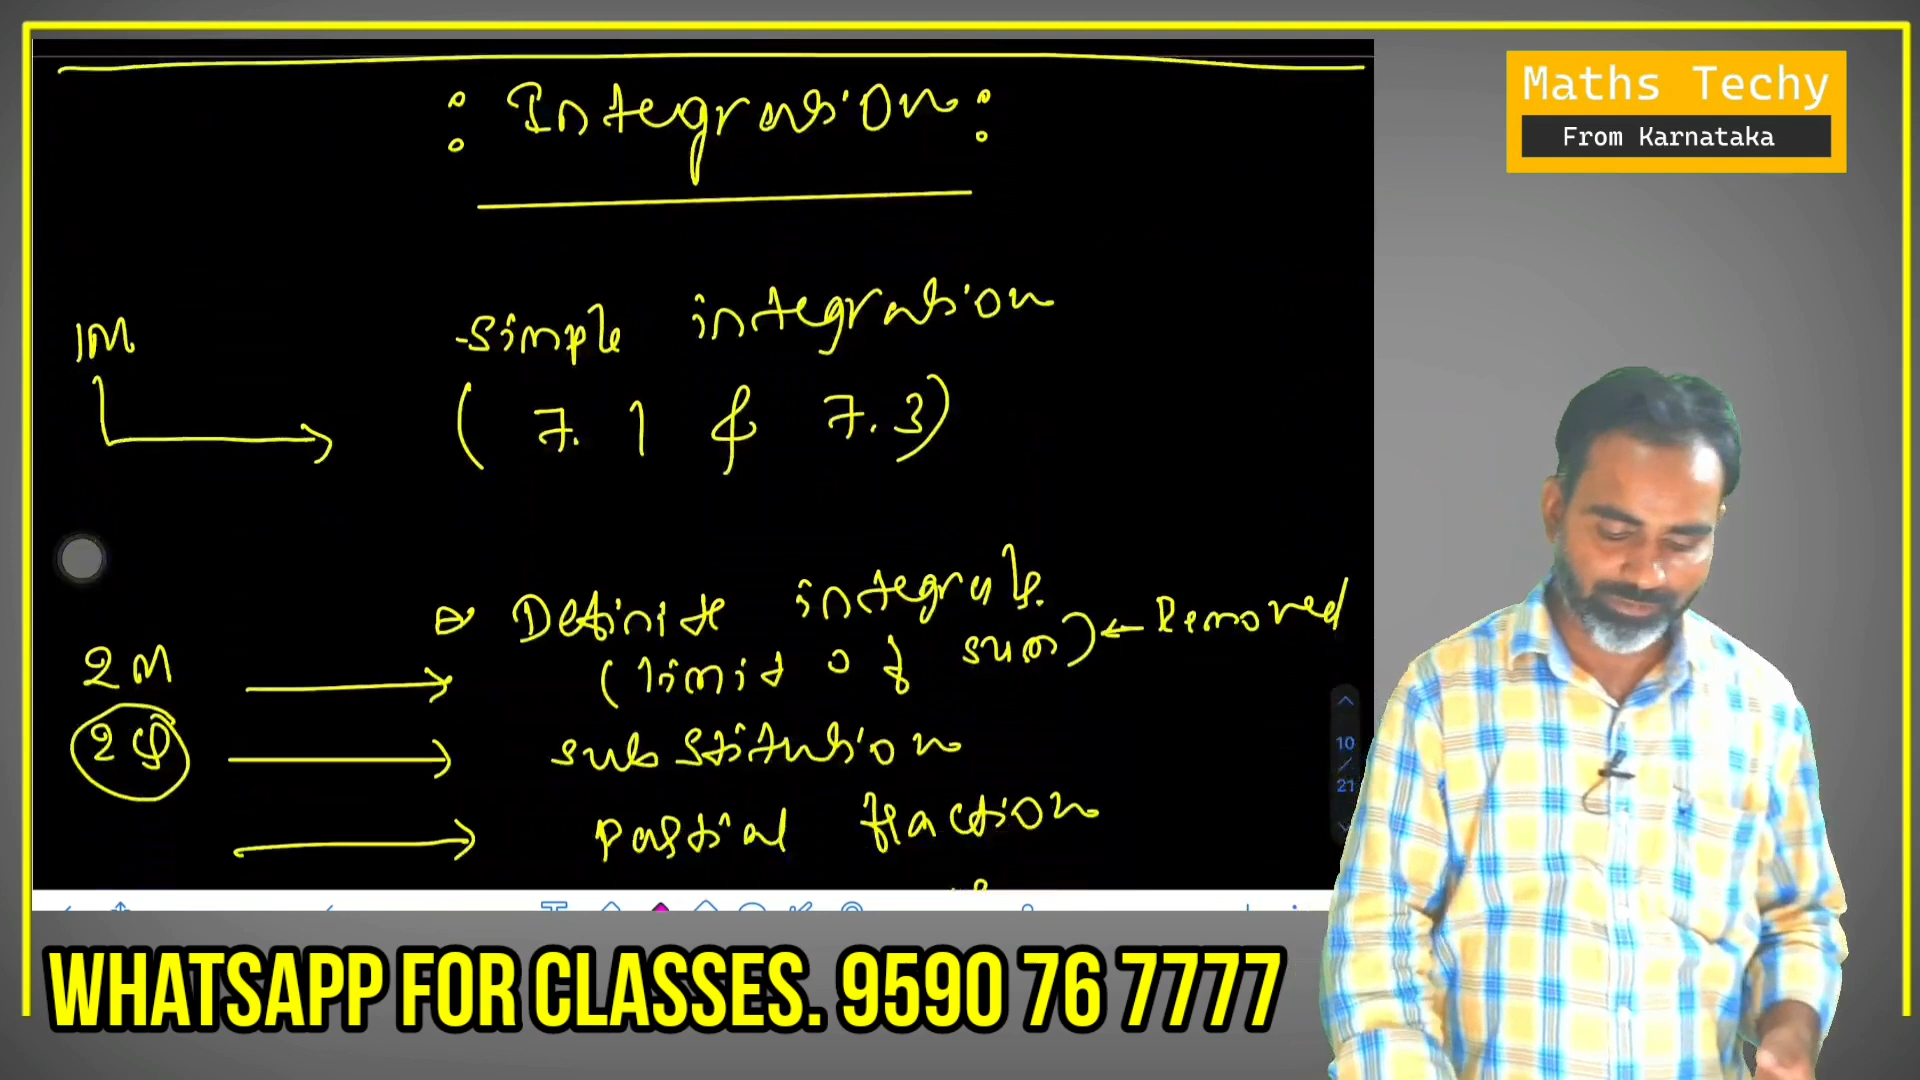 : Integration :
Maths Techy
From Karnataka
1M
simple integration
( 7.1 & 7.3 )
Definite integrals.
(limit of sum) ← Removed
2M →
2Q → substitution
→ partial fraction
10
/
21
WHATSAPP FOR CLASSES. 9590 76 7777